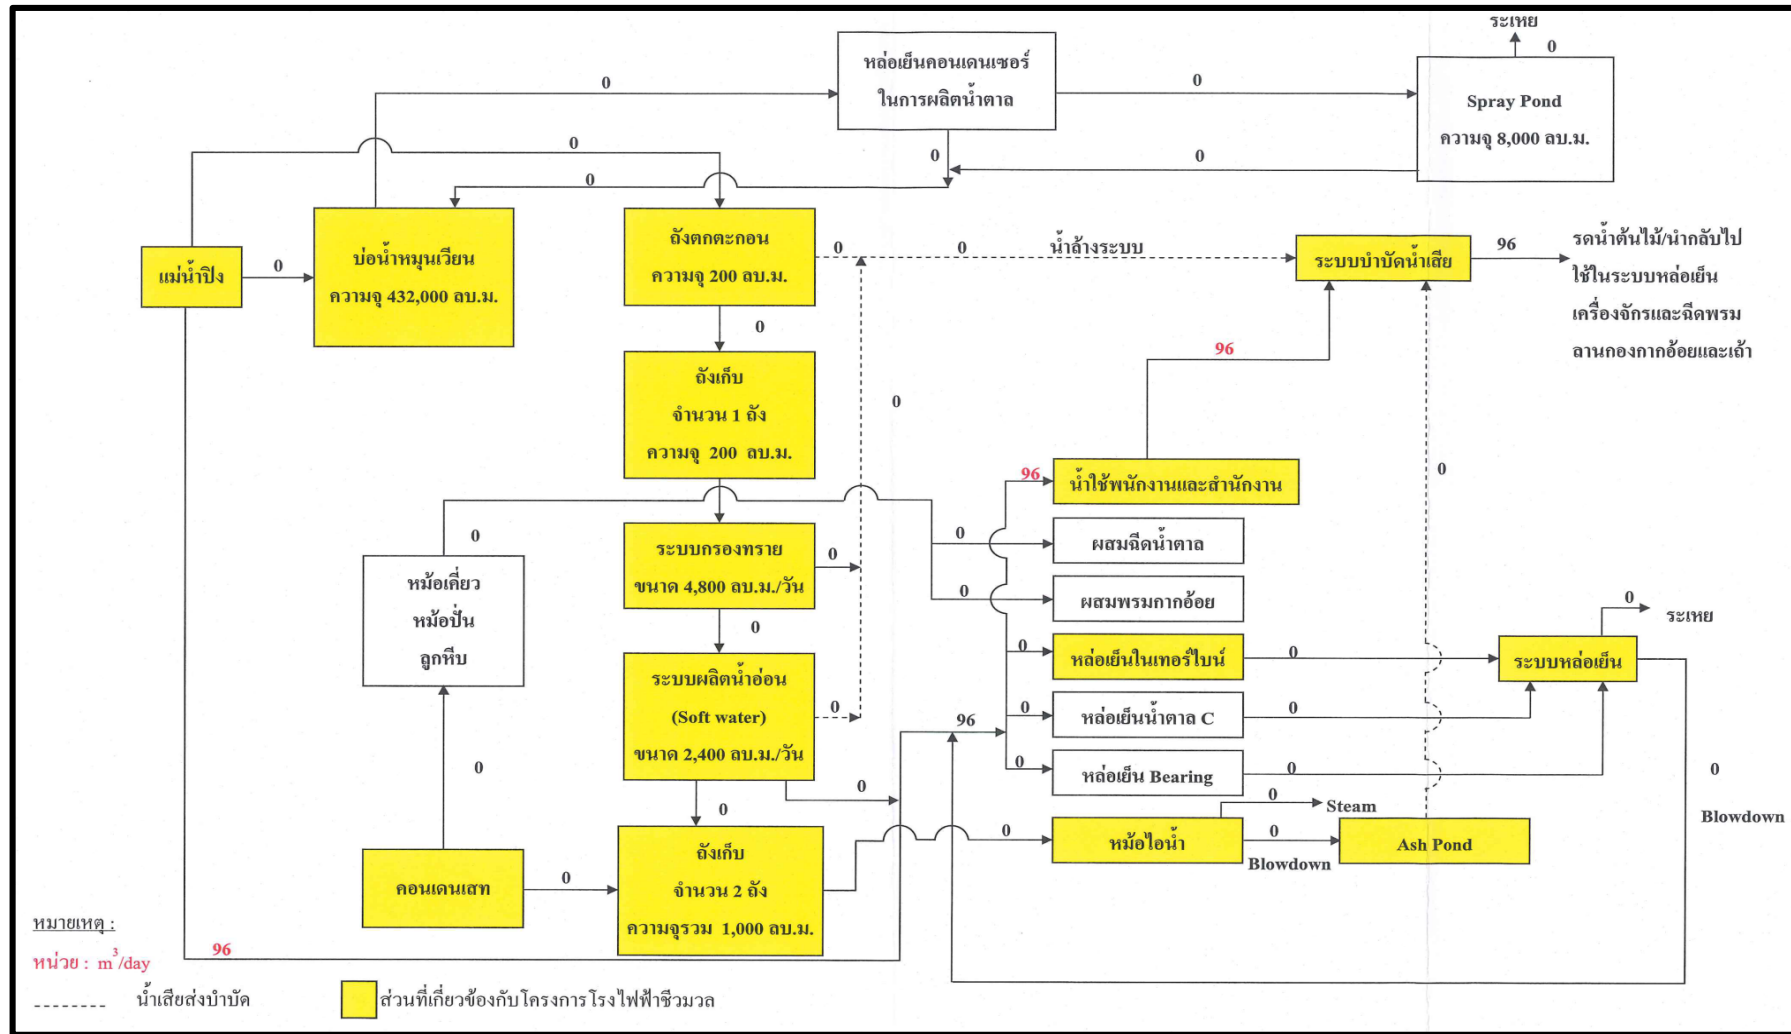 ระเหย
0
หล่อเย็นคอนเดนเซอร์
ในการผลิตน้ำตาล
0
0
Spray Pond
ความจุ 8,000 ลบ.ม.
0
0
0
0
แม่น้ำปิง
0
บ่อน้ำหมุนเวียน
ความจุ 432,000 ลบ.ม.
ถังตกตะกอน
ความจุ 200 ลบ.ม.
0
0
น้ำล้างระบบ
ระบบบำบัดน้ำเสีย
96
รดน้ำต้นไม้/นำกลับไป
ใช้ในระบบหล่อเย็น
เครื่องจักรและฉีดพรม
ลานกองกากอ้อยและเถ้า
0
96
ถังเก็บ
จำนวน 1 ถัง
ความจุ 200 ลบ.ม.
0
0
96
น้ำใช้พนักงานและสำนักงาน
0
0
0
ระบบกรองทราย
ขนาด 4,800 ลบ.ม./วัน
0
0
ผสมฉีดน้ำตาล
หม้อเคี่ยว
หม้อปั่น
ลูกหีบ
0
ผสมพรมกากอ้อย
0
0
ระเหย
0
หล่อเย็นในเทอร์ไบน์
0
ระบบหล่อเย็น
ระบบผลิตน้ำอ่อน
(Soft water)
ขนาด 2,400 ลบ.ม./วัน
0
96
0
หล่อเย็นน้ำตาล C
0
0
0
0
หล่อเย็น Bearing
0
0
Blowdown
0
0
Steam
0
หม้อไอน้ำ
0
Blowdown
Ash Pond
คอนเดนเสท
0
ถังเก็บ
จำนวน 2 ถัง
ความจุรวม 1,000 ลบ.ม.
หมายเหตุ :
96
หน่วย : m³/day
น้ำเสียส่งบำบัด
ส่วนที่เกี่ยวข้องกับโครงการโรงไฟฟ้าชีวมวล